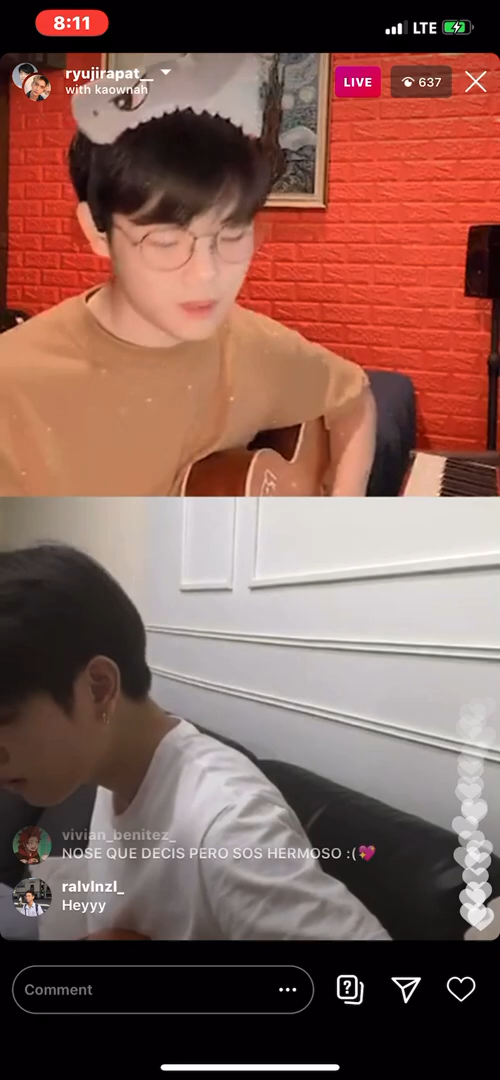 8:11
LTE
ryujirapat__
with kaownah
LIVE
637
vivian_benitez_
NOSE QUE DECIS PERO SOS HERMOSO :(💖
ralvlnzl_
Heyyy
Comment